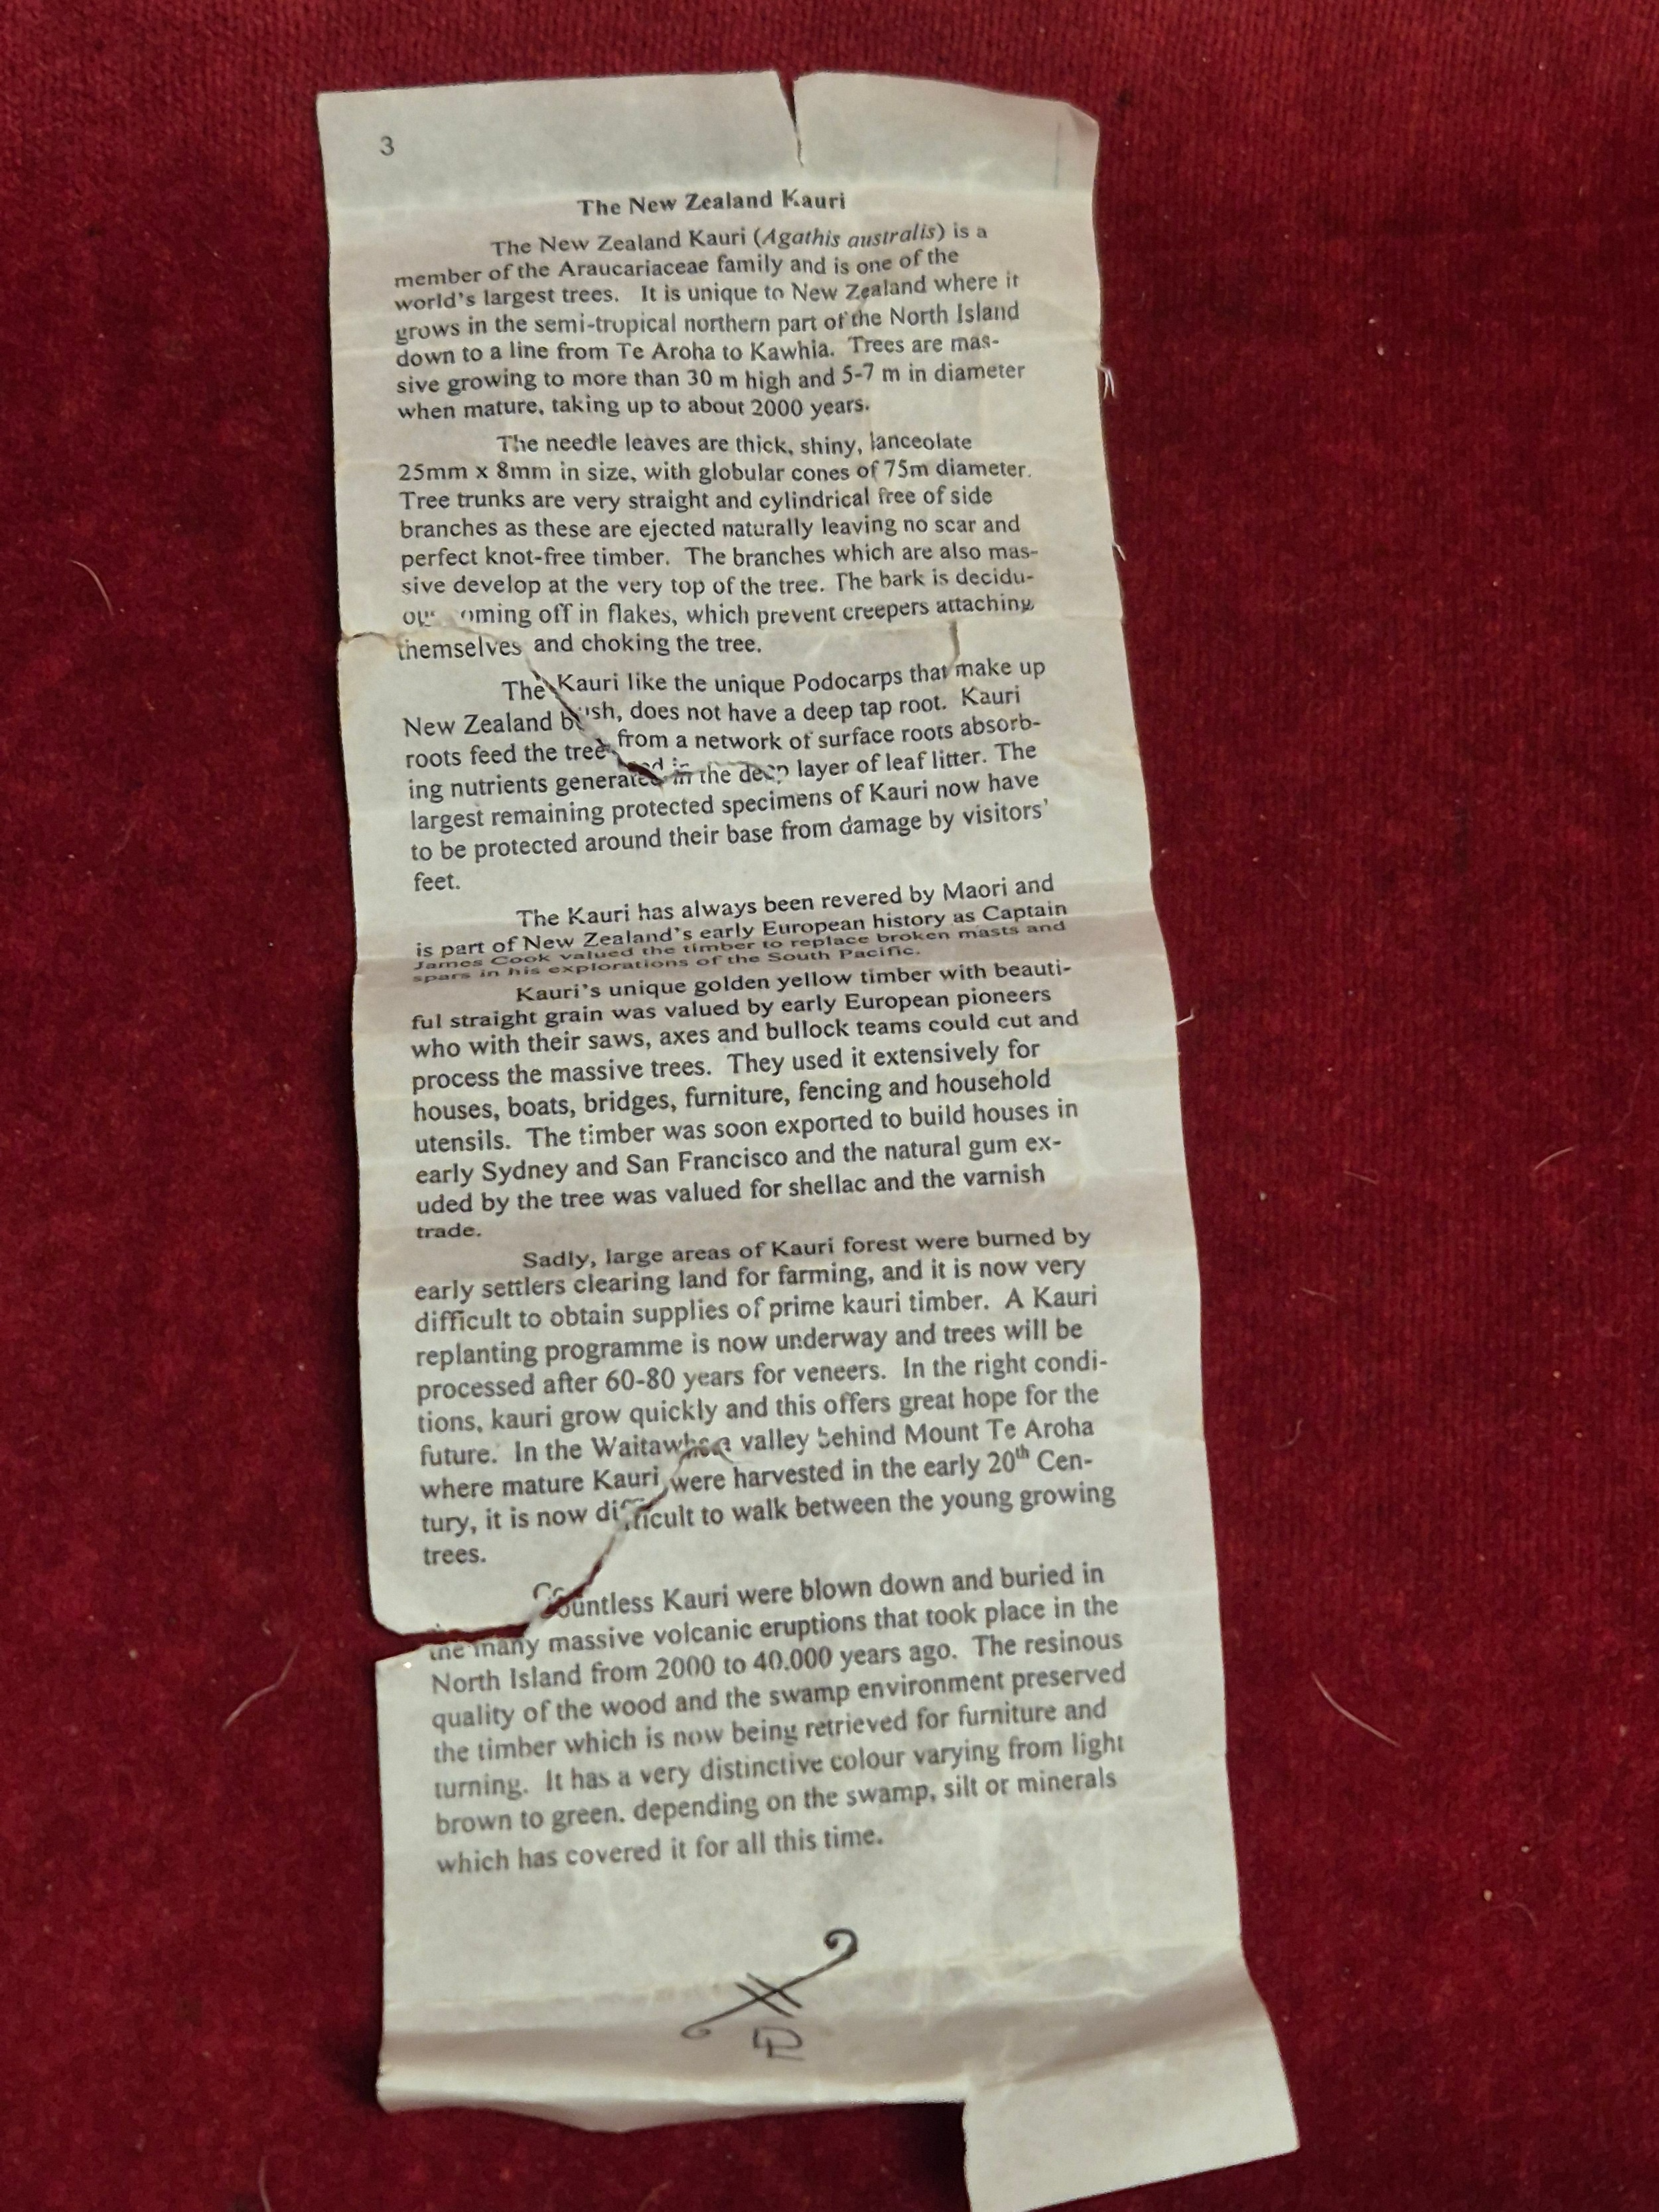 3
The New Zealand Kauri
The New Zealand Kauri (Agathis australis) is a
member of the Araucariaceae family and is one of the
world's largest trees. It is unique to New Zealand where it
grows in the semi-tropical northern part of the North Island
down to a line from Te Aroha to Kawhia. Trees are mas-
sive growing to more than 30 m high and 5-7 m in diameter
when mature, taking up to about 2000 years.
The needle leaves are thick, shiny, lanceolate
25mm x 8mm in size, with globular cones of 75m diameter.
Tree trunks are very straight and cylindrical free of side
branches as these are ejected naturally leaving no scar and
perfect knot-free timber. The branches which are also mas-
sive develop at the very top of the tree. The bark is decidu-
off in flakes, which prevent creepers attaching
themselves and choking the tree.
The Kauri like the unique Podocarps that make up
New Zealand bush, does not have a deep tap root. Kauri
roots feed the tree from a network of surface roots absorb-
ing nutrients generated in the deep layer of leaf litter. The
largest remaining protected specimens of Kauri now have
to be protected around their base from damage by visitors'
feet.
The Kauri has always been revered by Maori and
is part of New Zealand's early European history as Captain
James Cook valued the timber to replace broken masts and
spars in his explorations of the South Pacific.
Kauri's unique golden yellow timber with beauti-
ful straight grain was valued by early European pioneers
who with their saws, axes and bullock teams could cut and
process the massive trees. They used it extensively for
houses, boats, bridges, furniture, fencing and household
utensils. The timber was soon exported to build houses in
early Sydney and San Francisco and the natural gum ex-
uded by the tree was valued for shellac and the varnish
trade.
Sadly, large areas of Kauri forest were burned by
early settlers clearing land for farming, and it is now very
difficult to obtain supplies of prime kauri timber. A Kauri
replanting programme is now underway and trees will be
processed after 60-80 years for veneers. In the right condi-
tions, kauri grow quickly and this offers great hope for the
future. In the Waitawheta valley behind Mount Te Aroha
where mature Kauri were harvested in the early 20th Cen-
tury, it is now difficult to walk between the young growing
trees.
Countless Kauri were blown down and buried in
the many massive volcanic eruptions that took place in the
North Island from 2000 to 40.000 years ago. The resinous
quality of the wood and the swamp environment preserved
the timber which is now being retrieved for furniture and
turning. It has a very distinctive colour varying from light
brown to green. depending on the swamp, silt or minerals
which has covered it for all this time.